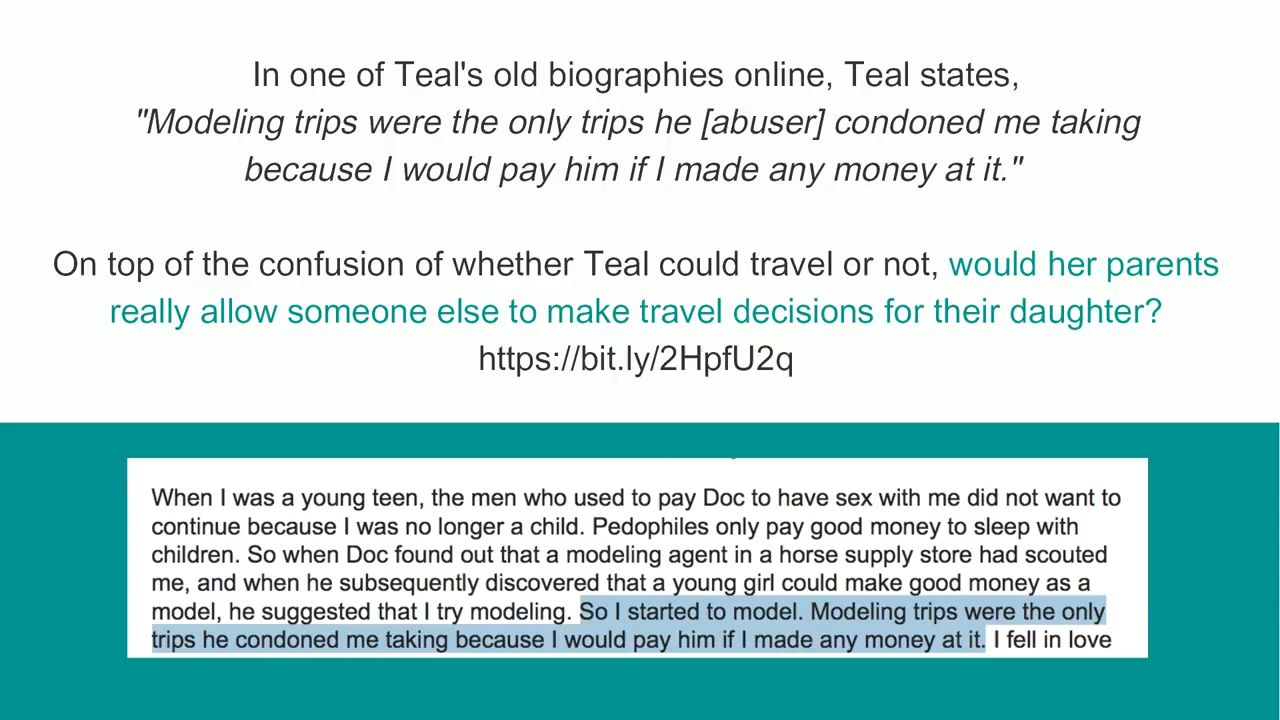 In one of Teal's old biographies online, Teal states,
"Modeling trips were the only trips he [abuser] condoned me taking
because I would pay him if I made any money at it."
On top of the confusion of whether Teal could travel or not, would her parents
really allow someone else to make travel decisions for their daughter?
https://bit.ly/2HpfU2q
When I was a young teen, the men who used to pay Doc to have sex with me did not want to
continue because I was no longer a child. Pedophiles only pay good money to sleep with
children. So when Doc found out that a modeling agent in a horse supply store had scouted
me, and when he subsequently discovered that a young girl could make good money as a
model, he suggested that I try modeling. So I started to model. Modeling trips were the only
trips he condoned me taking because I would pay him if I made any money at it. I fell in love